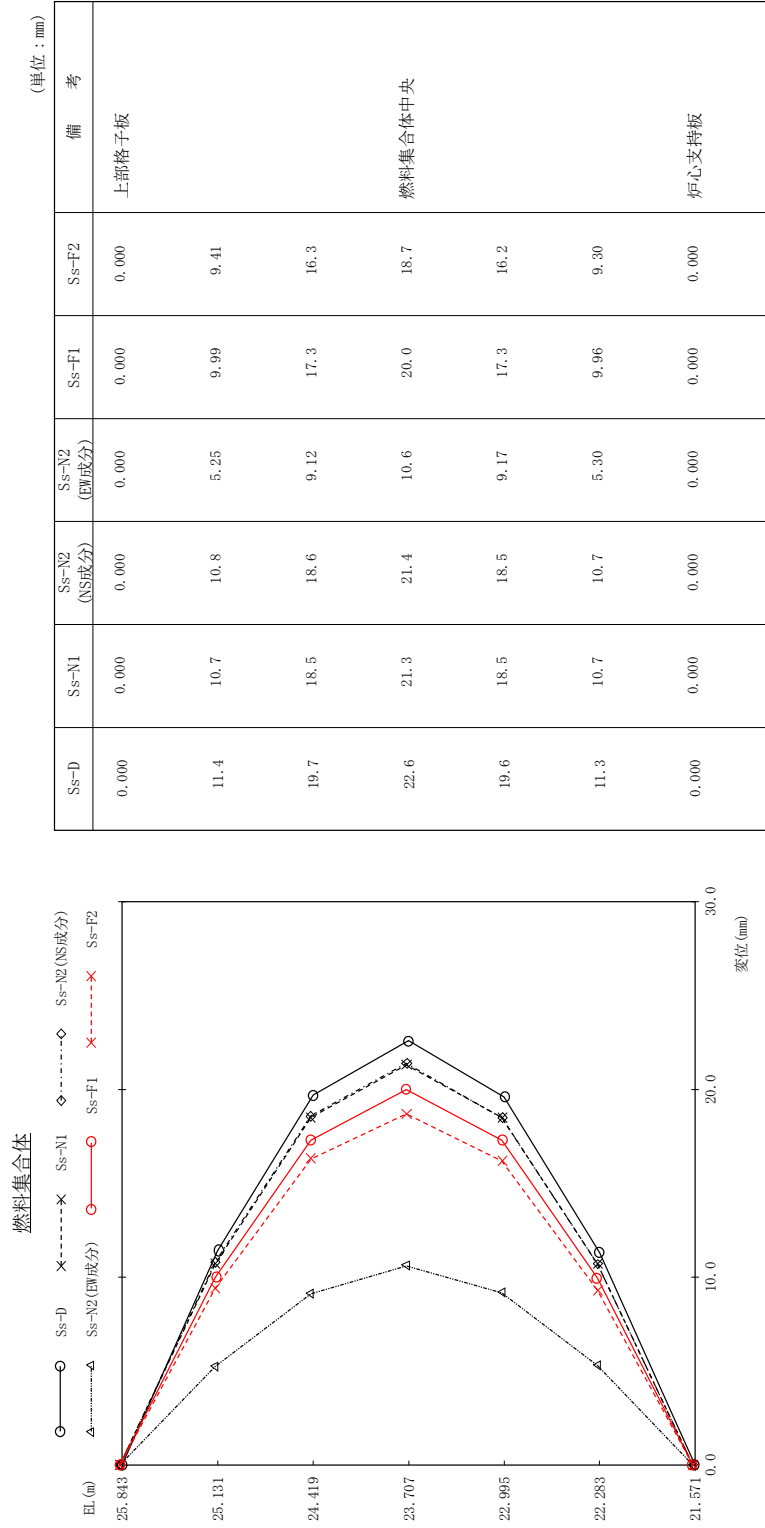 燃料集合体
Ss-D Ss-N1 Ss-N2(NS成分)
Ss-N2(EW成分) Ss-F1 Ss-F2
EL(m)
25.843
25.131
24.419
23.707
22.995
22.283
21.571
0.0 10.0 20.0 30.0
変位(mm)
(単位：mm)
Ss-D Ss-N1 Ss-N2 (NS成分) Ss-N2 (EW成分) Ss-F1 Ss-F2 備 考
0.000 0.000 0.000 0.000 0.000 0.000 上部格子板
11.4 10.7 10.8 5.25 9.99 9.41
19.7 18.5 18.6 9.12 17.3 16.3
22.6 21.3 21.4 10.6 20.0 18.7 燃料集合体中央
19.6 18.5 18.5 9.17 17.3 16.2
11.3 10.7 10.7 5.30 9.96 9.30
0.000 0.000 0.000 0.000 0.000 0.000 炉心支持板